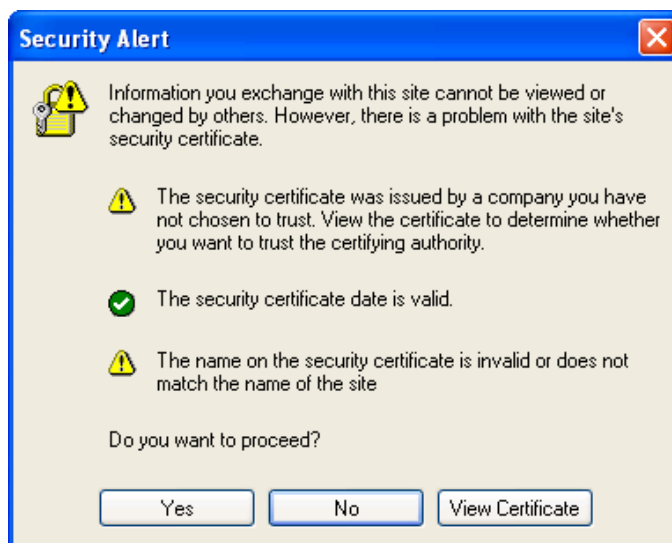 Security Alert
Information you exchange with this site cannot be viewed or
changed by others. However, there is a problem with the site's
security certificate.
The security certificate was issued by a company you have
not chosen to trust. View the certificate to determine whether
you want to trust the certifying authority.
The security certificate date is valid.
The name on the security certificate is invalid or does not
match the name of the site
Do you want to proceed?
Yes No View Certificate